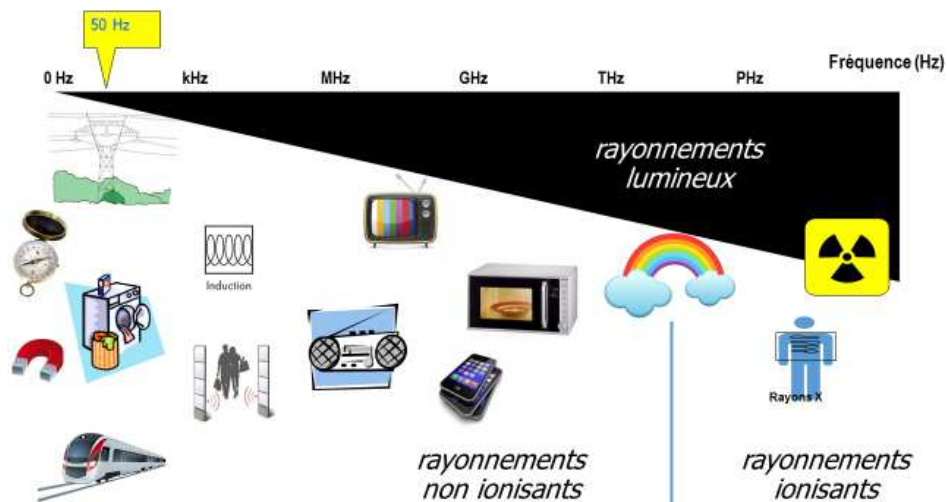 50 Hz
0 Hz
kHz
MHz
GHz
THz
PHz
Fréquence (Hz)
rayonnements
lumineux
Induction
Rayons X
rayonnements
non ionisants
rayonnements
ionisants